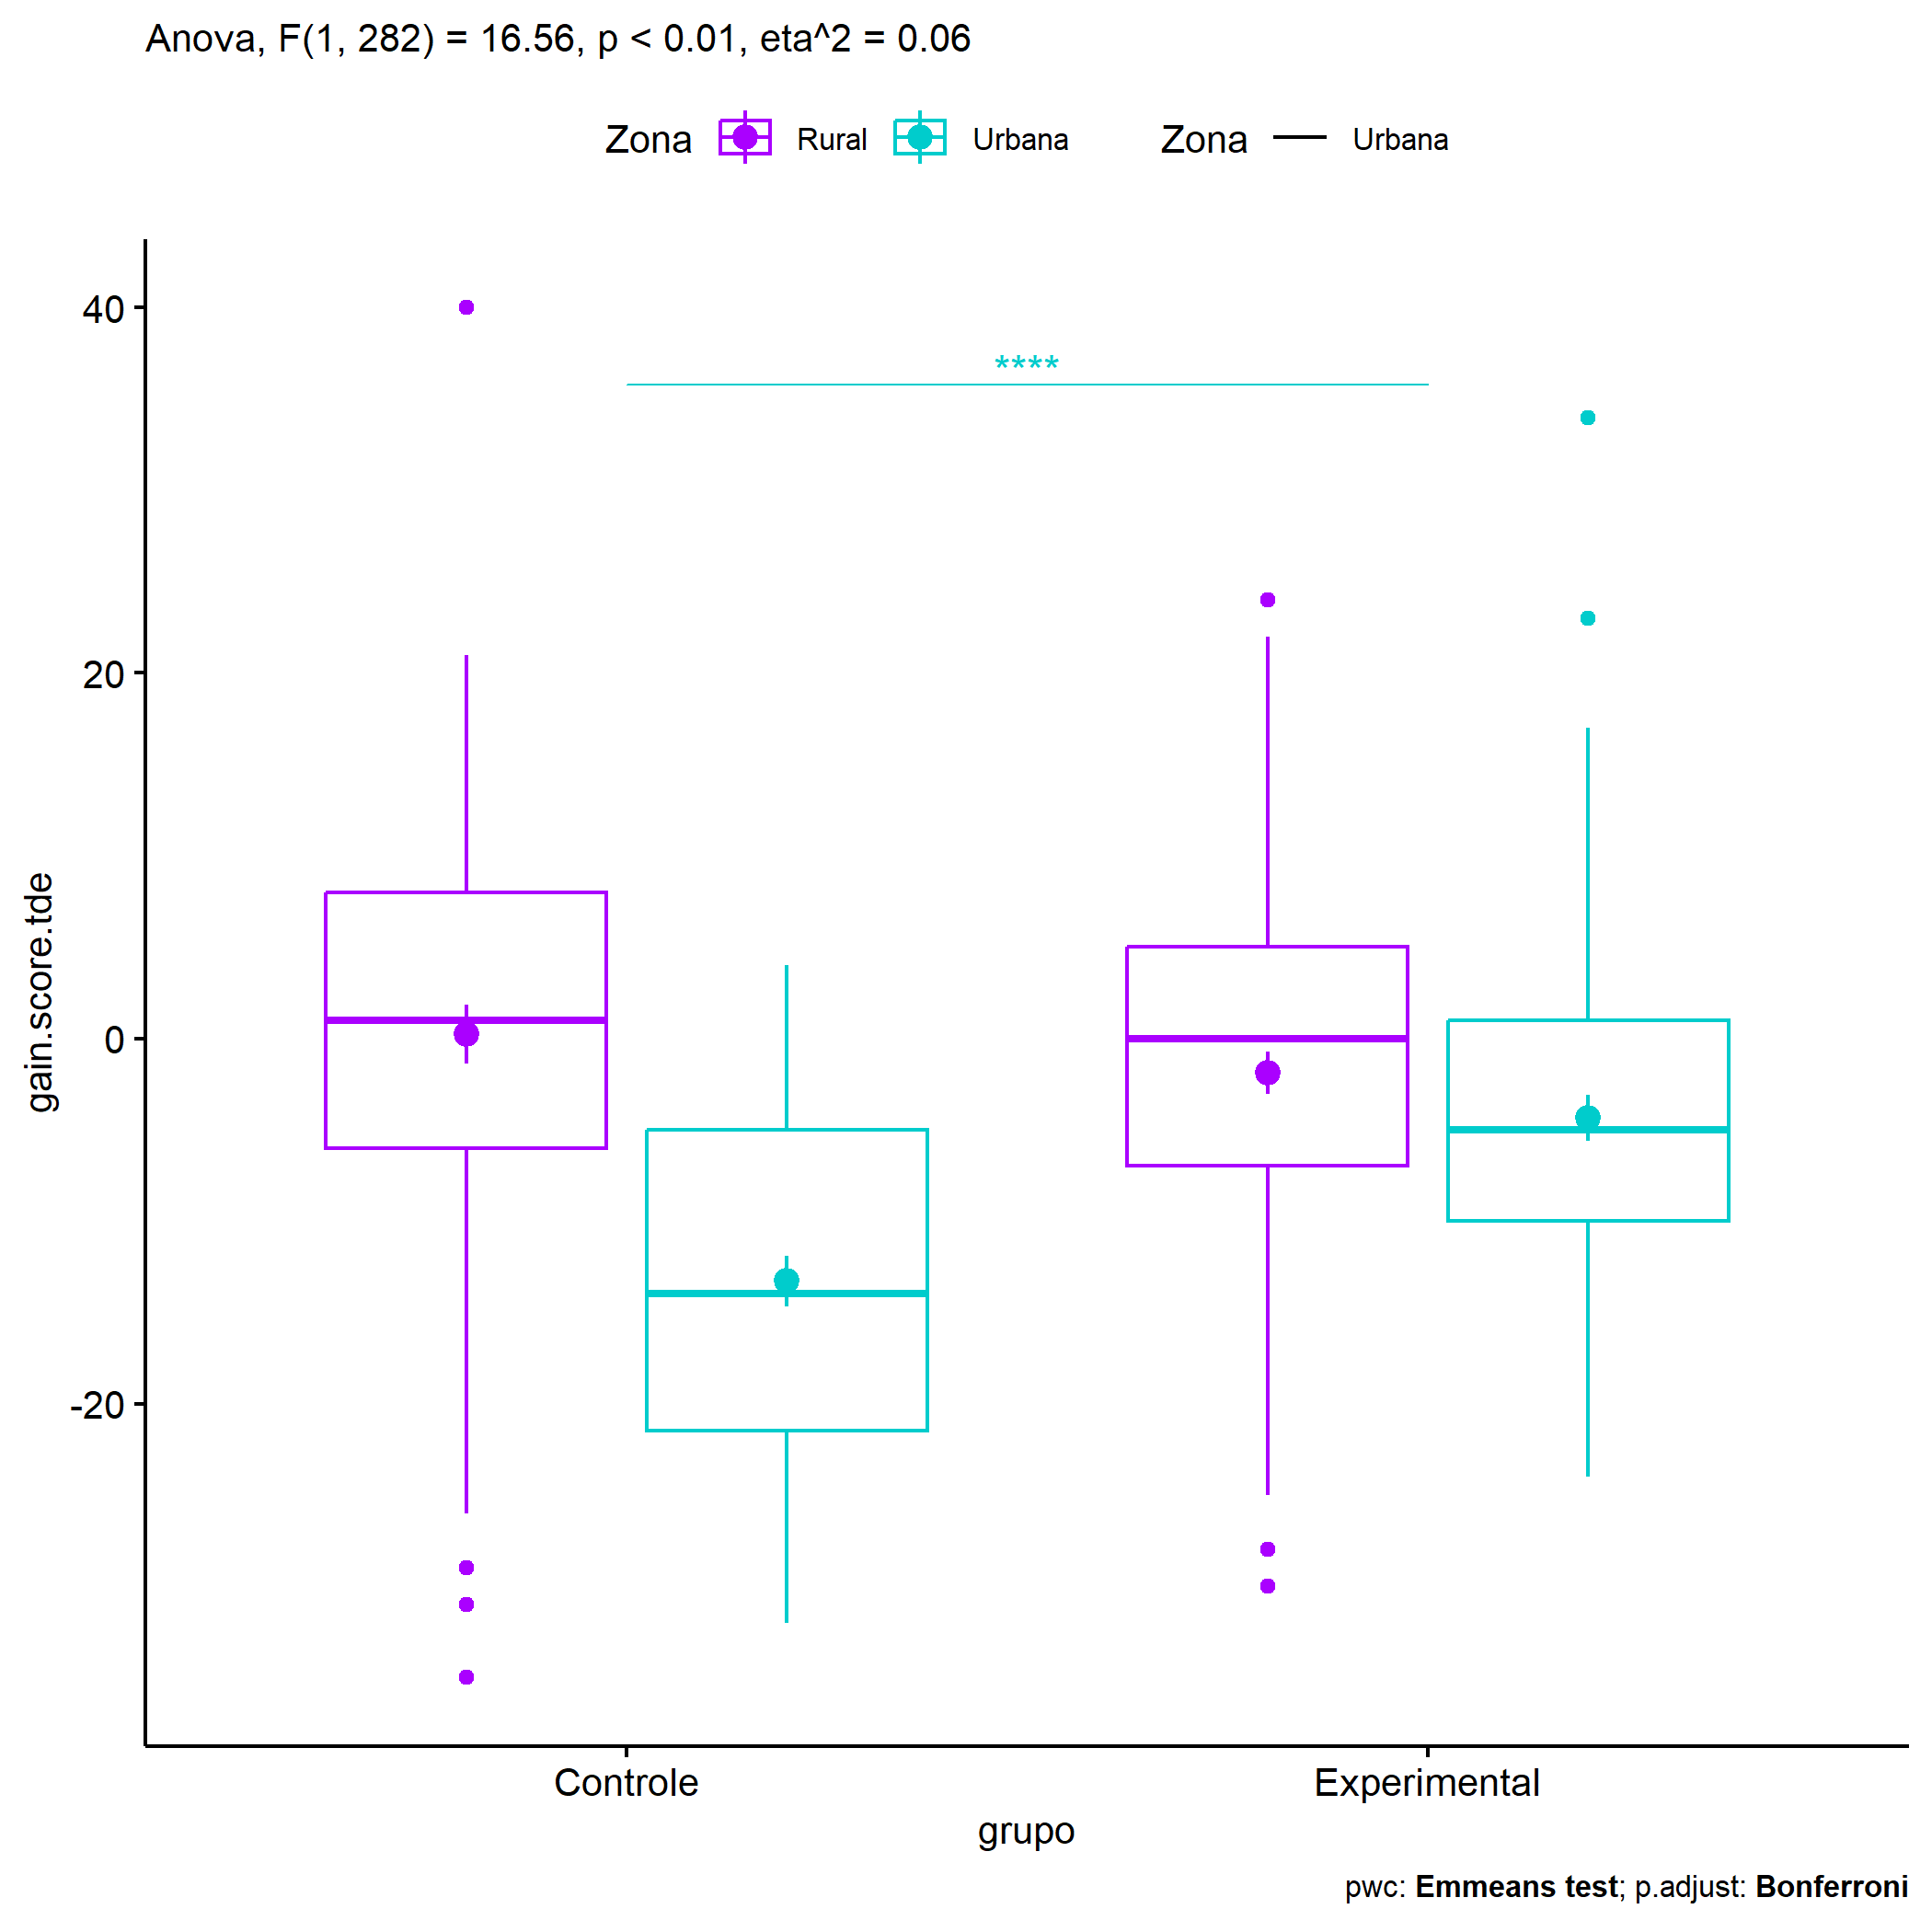 Anova, F(1, 282) = 16.56, p < 0.01, eta^2 = 0.06
Zona Rural Urbana Zona Urbana
40
****
20
0
-20
gain.score.tde
Controle Experimental
grupo
pwc: Emmeans test; p.adjust: Bonferroni